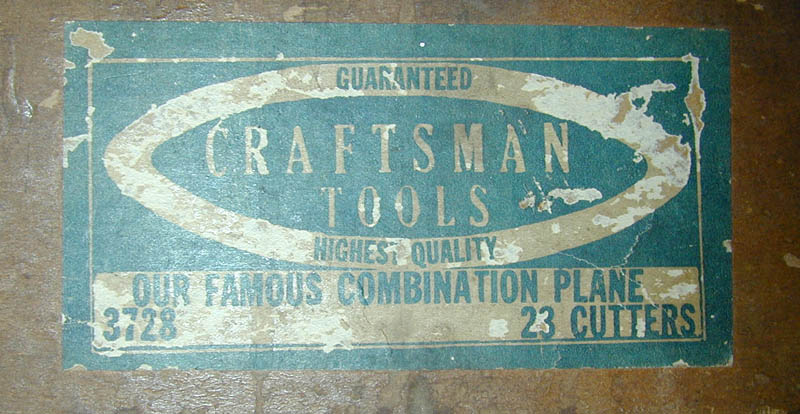 GUARANTEED
CRAFTSMAN
TOOLS
HIGHEST QUALITY
OUR FAMOUS COMBINATION PLANE
3728 23 CUTTERS